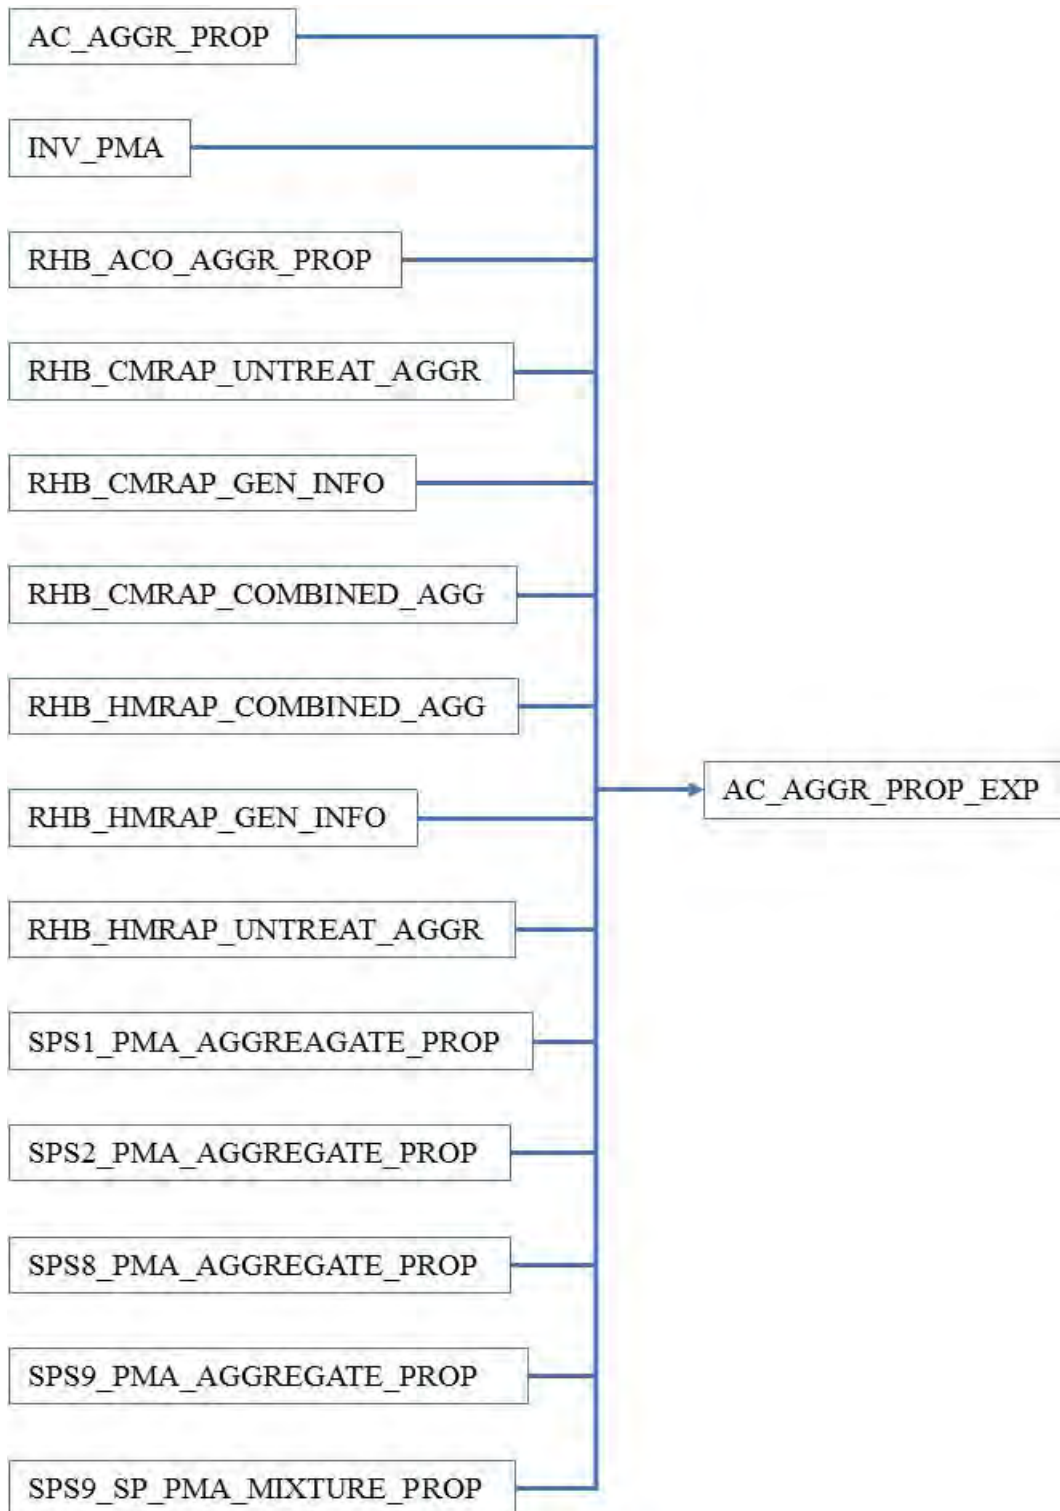 AC_AGGR_PROP
INV_PMA
RHB_ACO_AGGR_PROP
RHB_CMRAP_UNTREAT_AGGR
RHB_CMRAP_GEN_INFO
RHB_CMRAP_COMBINED_AGG
RHB_HMRAP_COMBINED_AGG
AC_AGGR_PROP_EXP
RHB_HMRAP_GEN_INFO
RHB_HMRAP_UNTREAT_AGGR
SPS1_PMA_AGGREAGATE_PROP
SPS2_PMA_AGGREGATE_PROP
SPS8_PMA_AGGREGATE_PROP
SPS9_PMA_AGGREGATE_PROP
SPS9_SP_PMA_MIXTURE_PROP